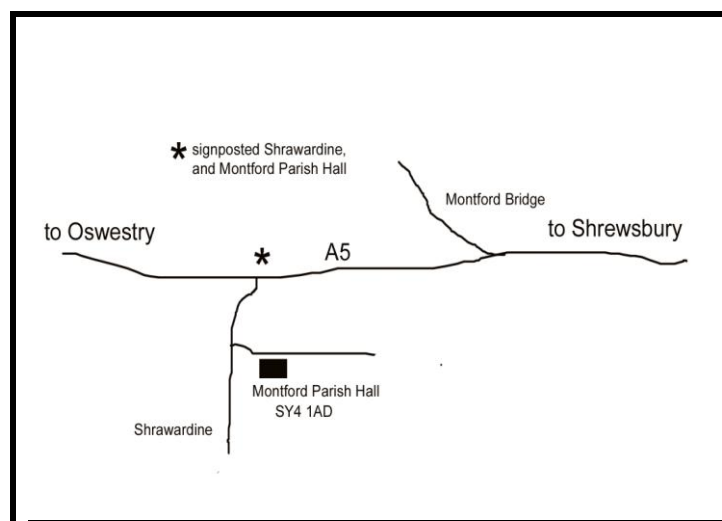 * signposted Shrawardine,
and Montford Parish Hall
Montford Bridge
to Oswestry
to Shrewsbury
*
A5
Montford Parish Hall
SY4 1AD
Shrawardine